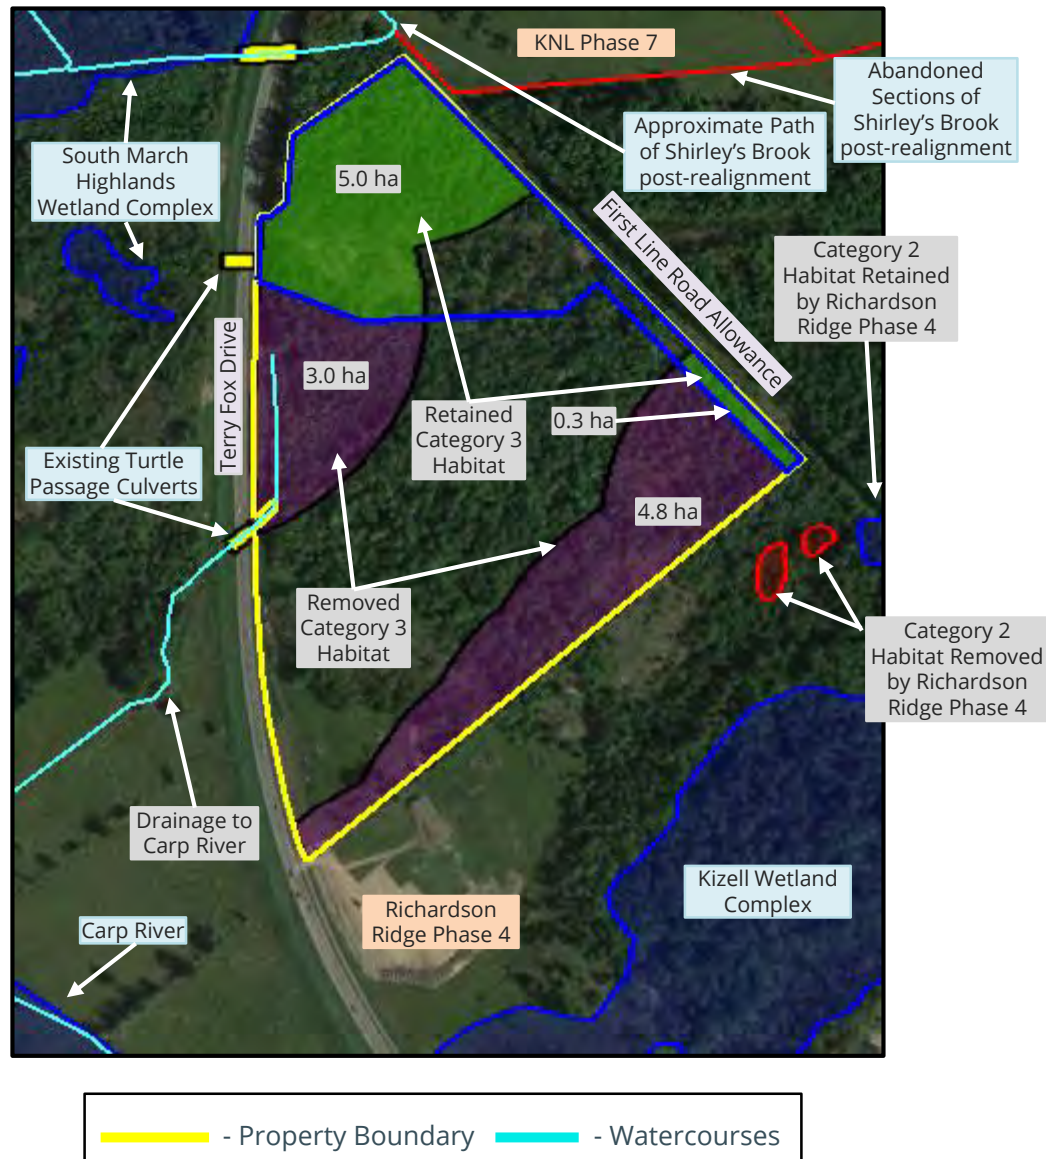 KNL Phase 7
Abandoned
Sections of
Shirley's Brook
post-realignment
Approximate Path
of Shirley's Brook
post-realignment
South March
Highlands
Wetland Complex
5.0 ha
First Line Road Allowance
Category 2
Habitat Retained
by Richardson
Ridge Phase 4
Terry Fox Drive
3.0 ha
Retained
Category 3
Habitat
0.3 ha
Existing Turtle
Passage Culverts
4.8 ha
Removed
Category 3
Habitat
Category 2
Habitat Removed
by Richardson
Ridge Phase 4
Drainage to
Carp River
Kizell Wetland
Complex
Richardson
Ridge Phase 4
Carp River
- Property Boundary
- Watercourses